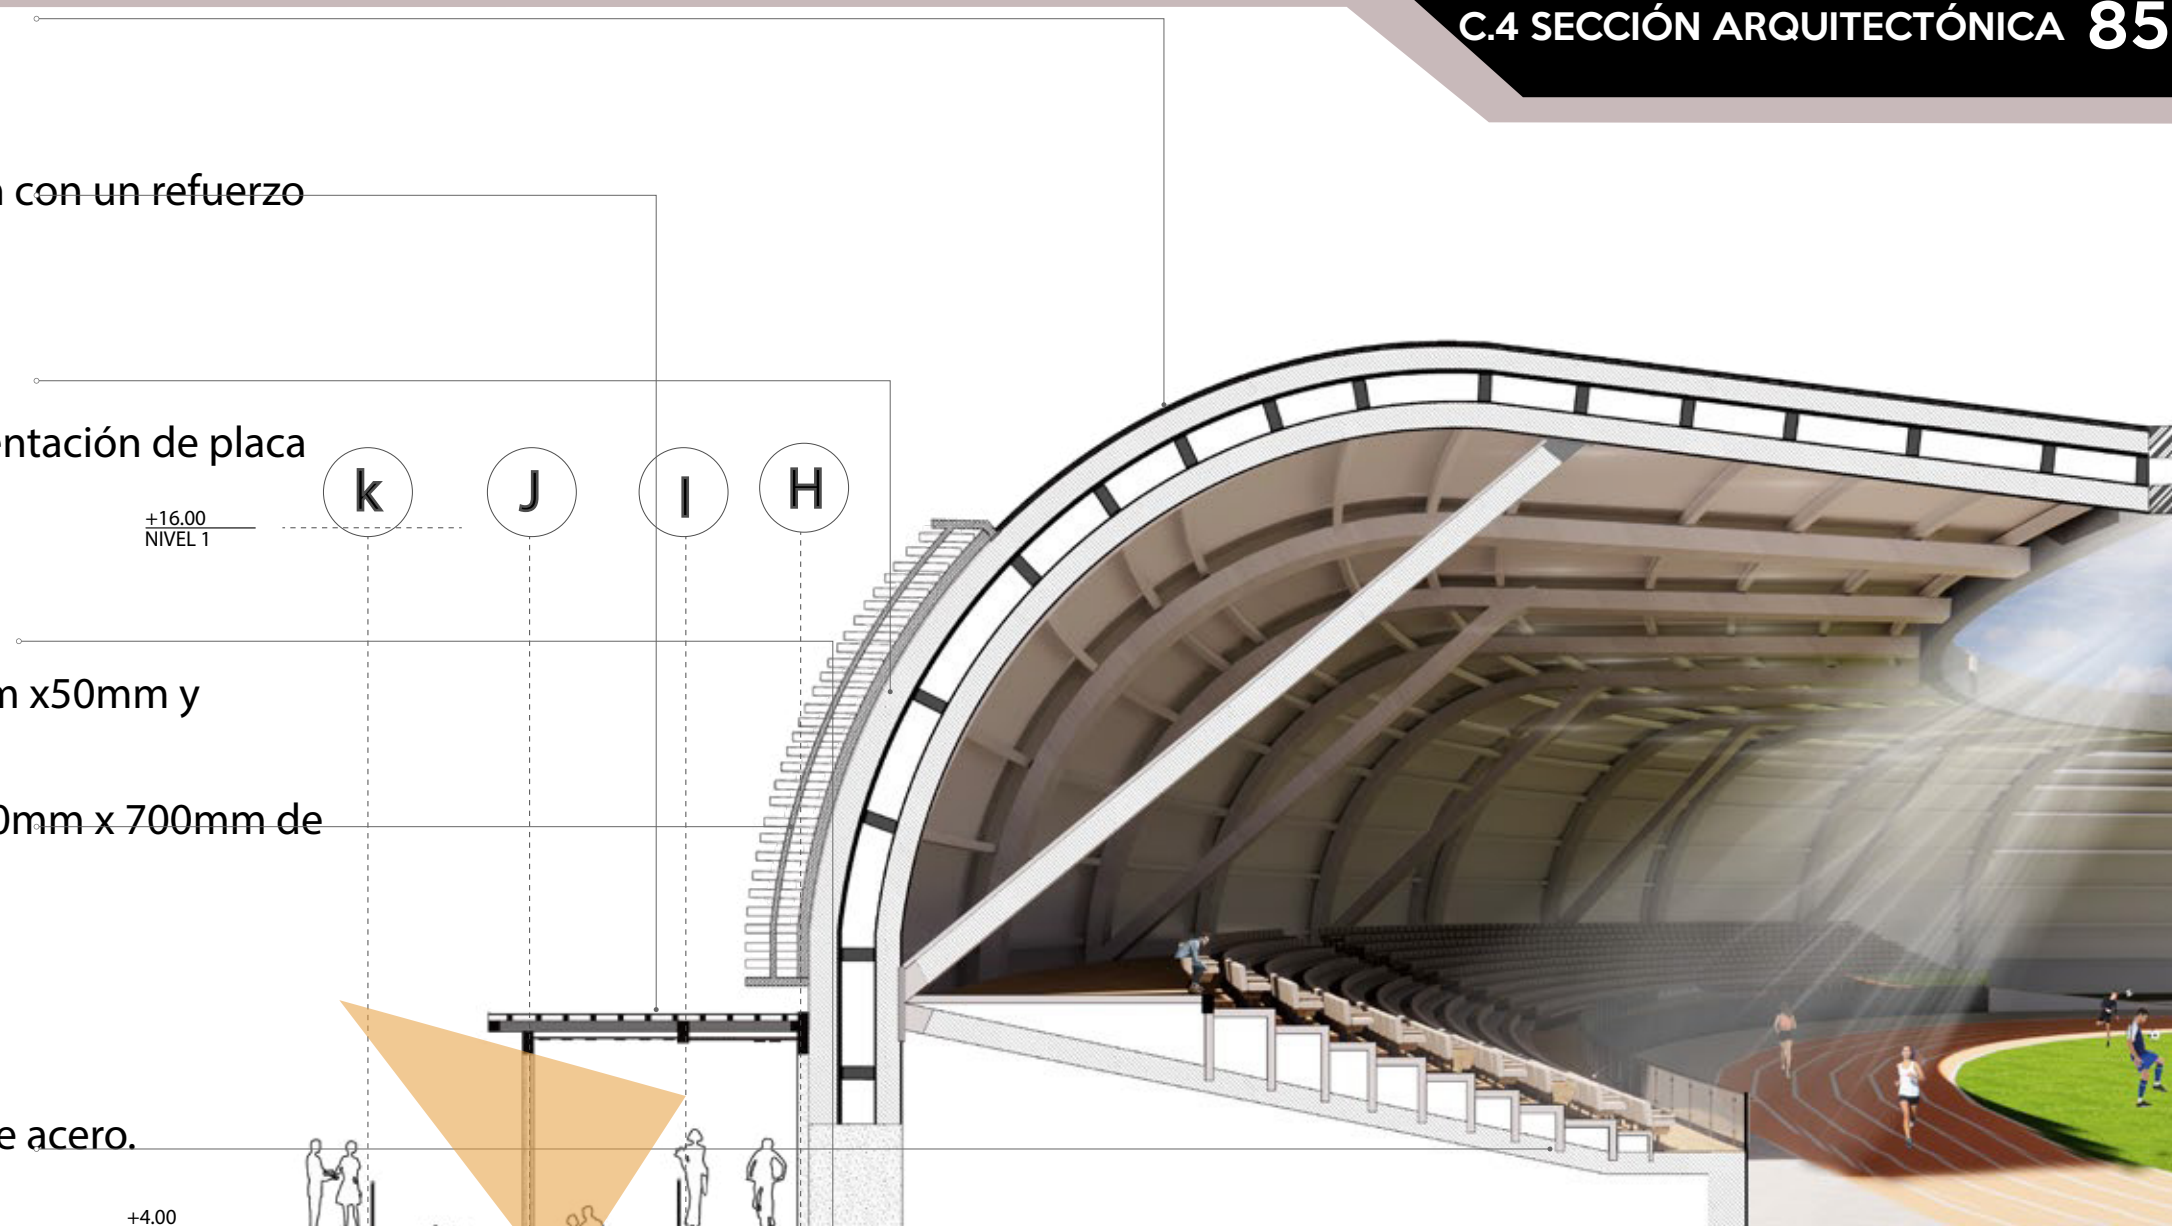 C.4 SECCIÓN ARQUITECTÓNICA 85
con un refuerzo
entación de placa
k J I H
+16.00
NIVEL 1
m x50mm y
0mm x 700mm de
e acero.
+4.00